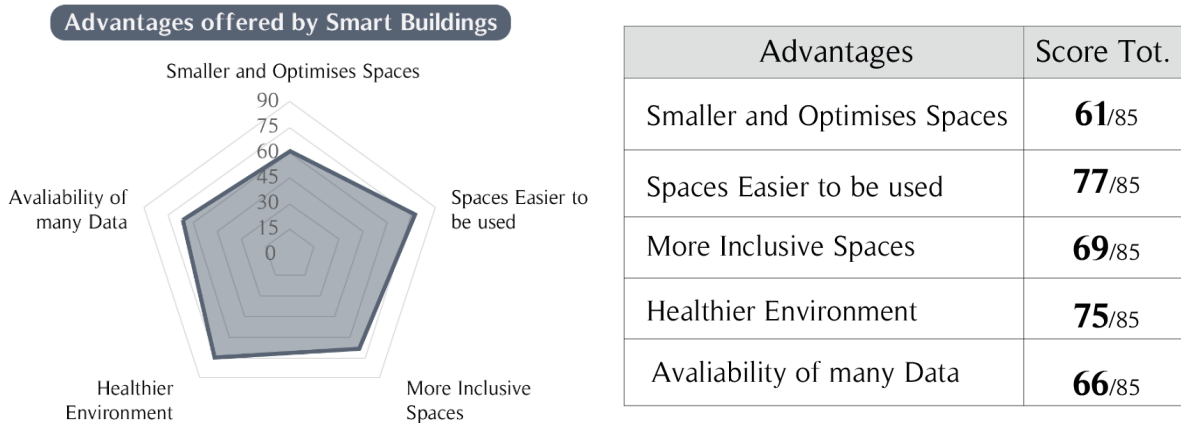 Advantages offered by Smart Buildings
Smaller and Optimises Spaces
90
75
60
45
30
15
0
Avaliability of
many Data
Spaces Easier to
be used
Healthier
Environment
More Inclusive
Spaces
Advantages Score Tot.
Smaller and Optimises Spaces 61/85
Spaces Easier to be used 77/85
More Inclusive Spaces 69/85
Healthier Environment 75/85
Avaliability of many Data 66/85